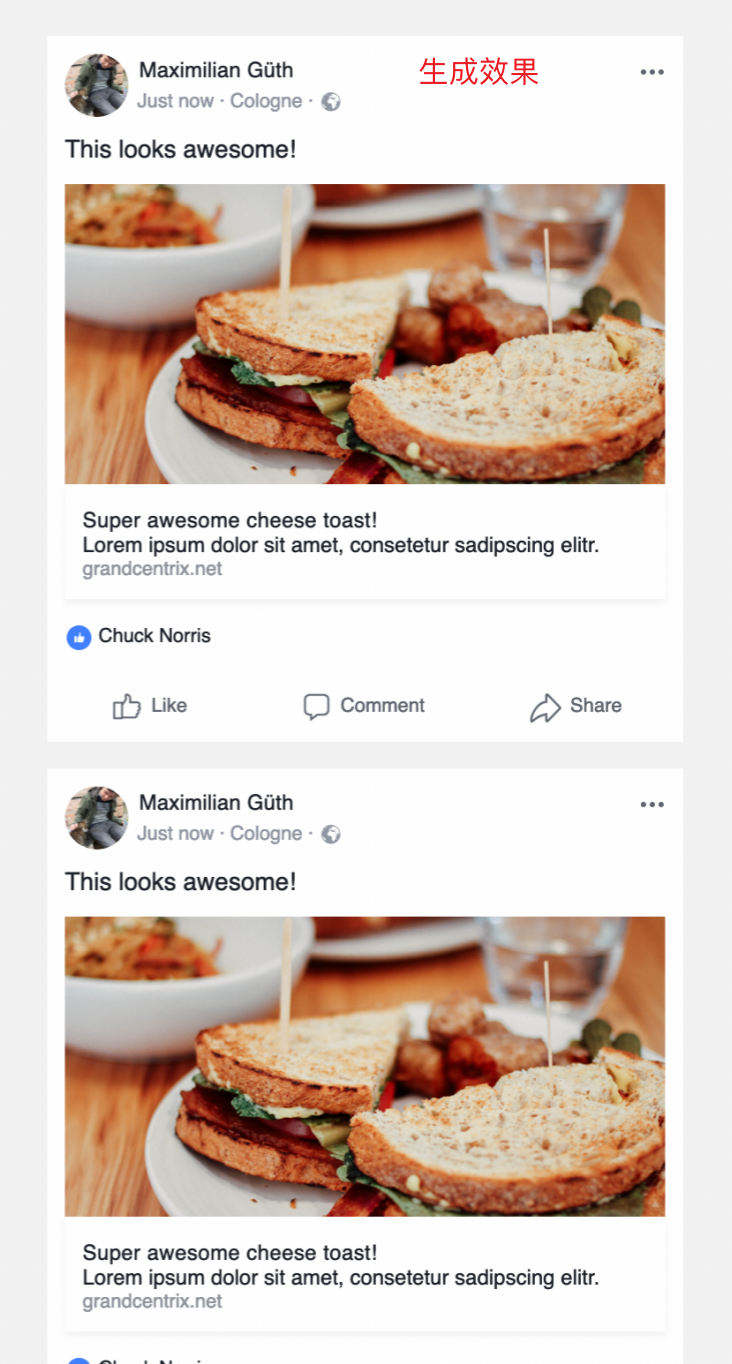 Maximilian Güth
生成效果
Just now · Cologne ·
This looks awesome!
Super awesome cheese toast!
Lorem ipsum dolor sit amet, consetetur sadipscing elitr.
grandcentrix.net
Chuck Norris
Like
Comment
Share
Maximilian Güth
Just now · Cologne ·
This looks awesome!
Super awesome cheese toast!
Lorem ipsum dolor sit amet, consetetur sadipscing elitr.
grandcentrix.net